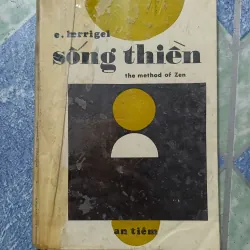 e. herrigel
sống thiền
the method of Zen
an tiêm